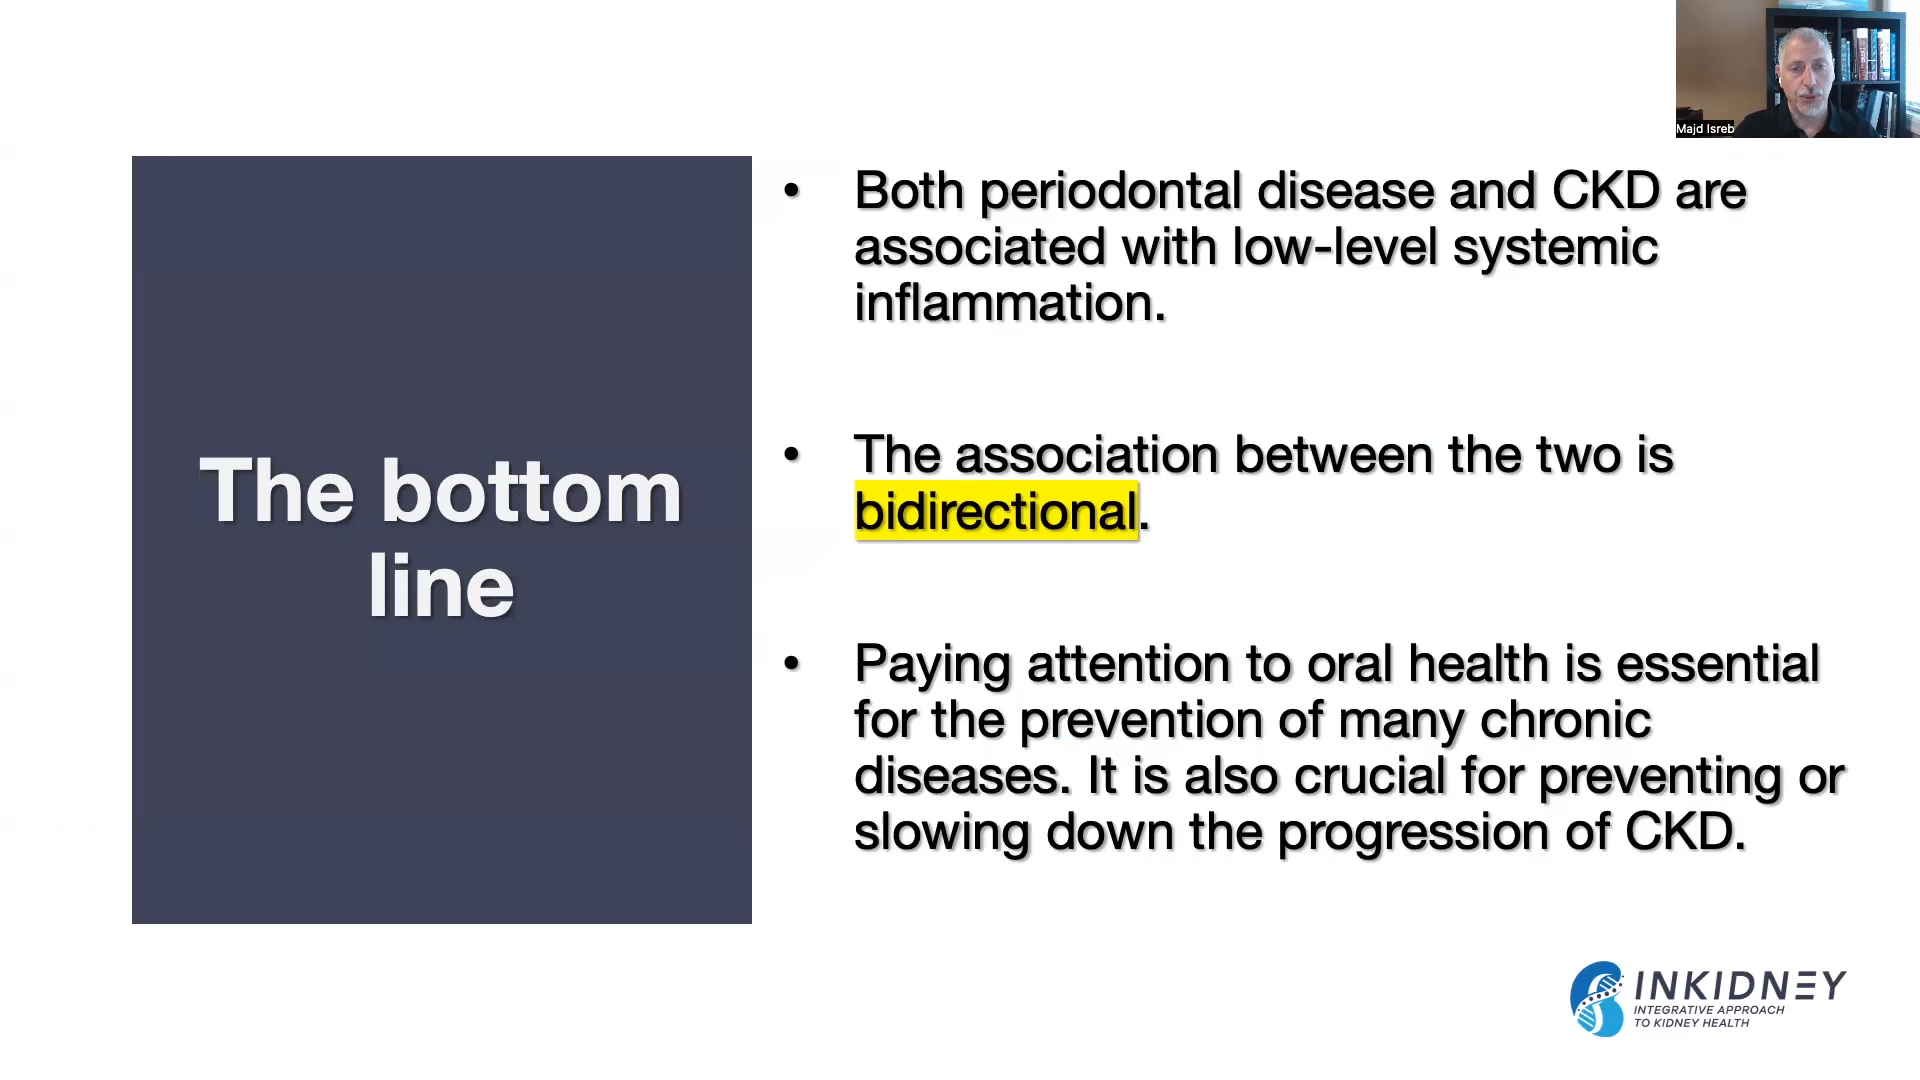 Majd Isreb
The bottom
line
• Both periodontal disease and CKD are
associated with low-level systemic
inflammation.
• The association between the two is
bidirectional.
• Paying attention to oral health is essential
for the prevention of many chronic
diseases. It is also crucial for preventing or
slowing down the progression of CKD.
INKIDNEY
INTEGRATIVE APPROACH
TO KIDNEY HEALTH